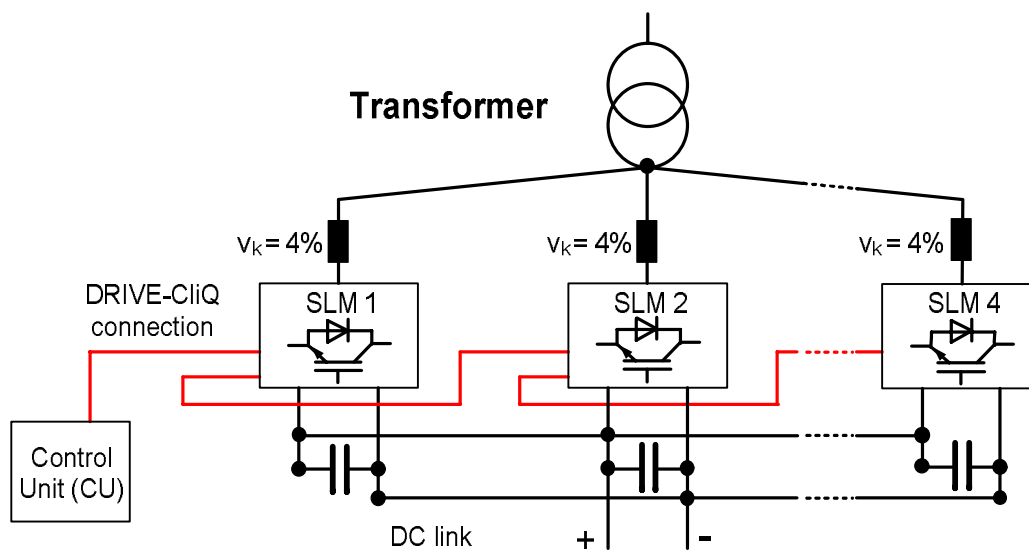 Transformer
vk = 4%
vk = 4%
vk = 4%
DRIVE-CliQ
connection
SLM 1
SLM 2
SLM 4
Control
Unit (CU)
DC link
+
-